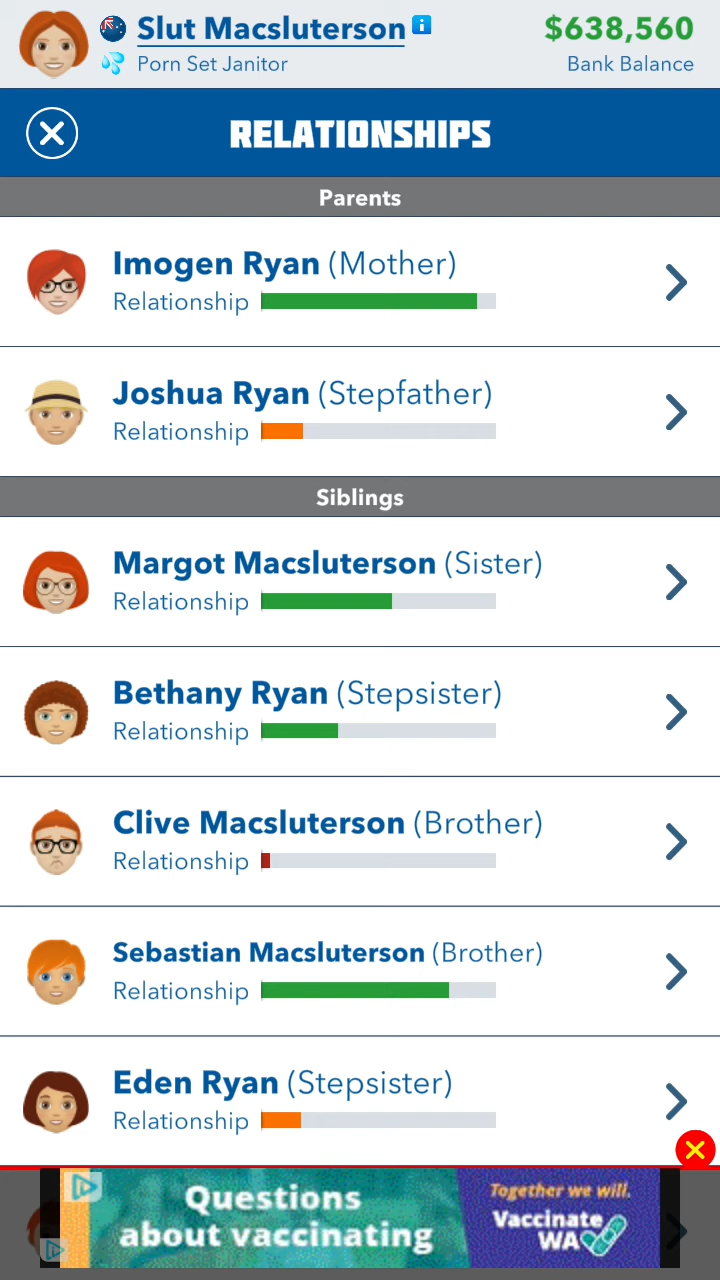 Slut Macsluterson i
$638,560
Porn Set Janitor
Bank Balance
RELATIONSHIPS
Parents
Imogen Ryan (Mother)
Relationship
Joshua Ryan (Stepfather)
Relationship
Siblings
Margot Macsluterson (Sister)
Relationship
Bethany Ryan (Stepsister)
Relationship
Clive Macsluterson (Brother)
Relationship
Sebastian Macsluterson (Brother)
Relationship
Eden Ryan (Stepsister)
Relationship
Questions
about vaccinating
Together we will.
Vaccinate
WA